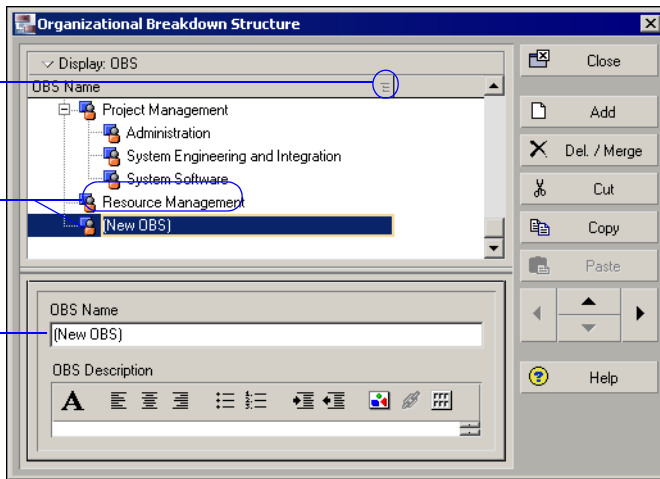 Organizational Breakdown Structure
Display: OBS
OBS Name
Project Management
Administration
System Engineering and Integration
System Software
Resource Management
(New OBS)
OBS Name
(New OBS)
OBS Description
A
Close
Add
Del. / Merge
Cut
Copy
Paste
Help